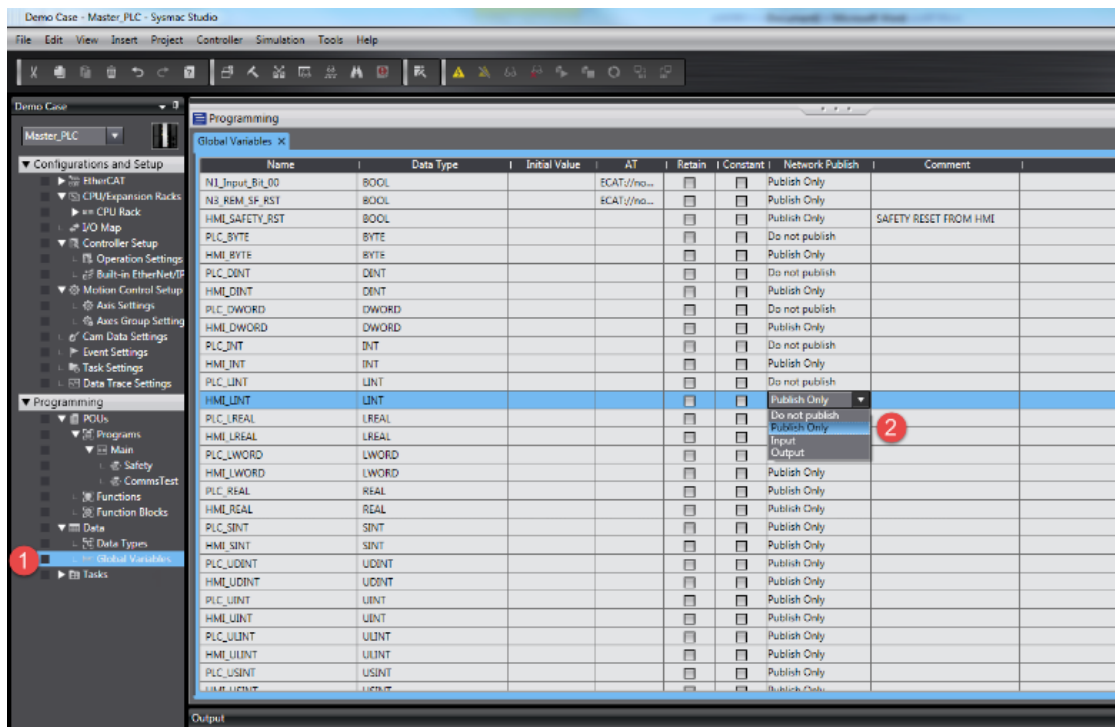 Demo Case - Master_PLC - Sysmac Studio
File Edit View Insert Project Controller Simulation Tools Help
Demo Case
Master_PLC
▼ Configurations and Setup
▶ EtherCAT
▼ CPU/Expansion Racks
▶ CPU Rack
I/O Map
▼ Controller Setup
Operation Settings
Built-in EtherNet/IP
▼ Motion Control Setup
Axis Settings
Axes Group Setting
Cam Data Settings
Event Settings
Task Settings
Data Trace Settings
▼ Programming
▼ POUs
▼ Programs
▼ Main
Safety
CommsTest
Functions
Function Blocks
▼ Data
Data Types
1 Global Variables
▶ Tasks
Programming
Global Variables X
Name Data Type Initial Value AT Retain Constant Network Publish Comment
N1_Input_Bit_00 BOOL ECAT://no... Publish Only
N3_REM_SF_RST BOOL ECAT://no... Publish Only
HMI_SAFETY_RST BOOL Publish Only SAFETY RESET FROM HMI
PLC_BYTE BYTE Do not publish
HMI_BYTE BYTE Publish Only
PLC_DINT DINT Do not publish
HMI_DINT DINT Publish Only
PLC_DWORD DWORD Do not publish
HMI_DWORD DWORD Publish Only
PLC_INT INT Do not publish
HMI_INT INT Publish Only
PLC_LINT LINT Do not publish
HMI_LINT LINT Publish Only
PLC_LREAL LREAL Do not publish
HMI_LREAL LREAL Publish Only 2
PLC_LWORD LWORD Input
Output
HMI_LWORD LWORD Publish Only
PLC_REAL REAL Publish Only
HMI_REAL REAL Publish Only
PLC_SINT SINT Publish Only
HMI_SINT SINT Publish Only
PLC_UDINT UDINT Publish Only
HMI_UDINT UDINT Publish Only
PLC_UINT UINT Publish Only
HMI_UINT UINT Publish Only
PLC_ULINT ULINT Publish Only
HMI_ULINT ULINT Publish Only
PLC_USINT USINT Publish Only
HMI_USINT USINT Publish Only
Output